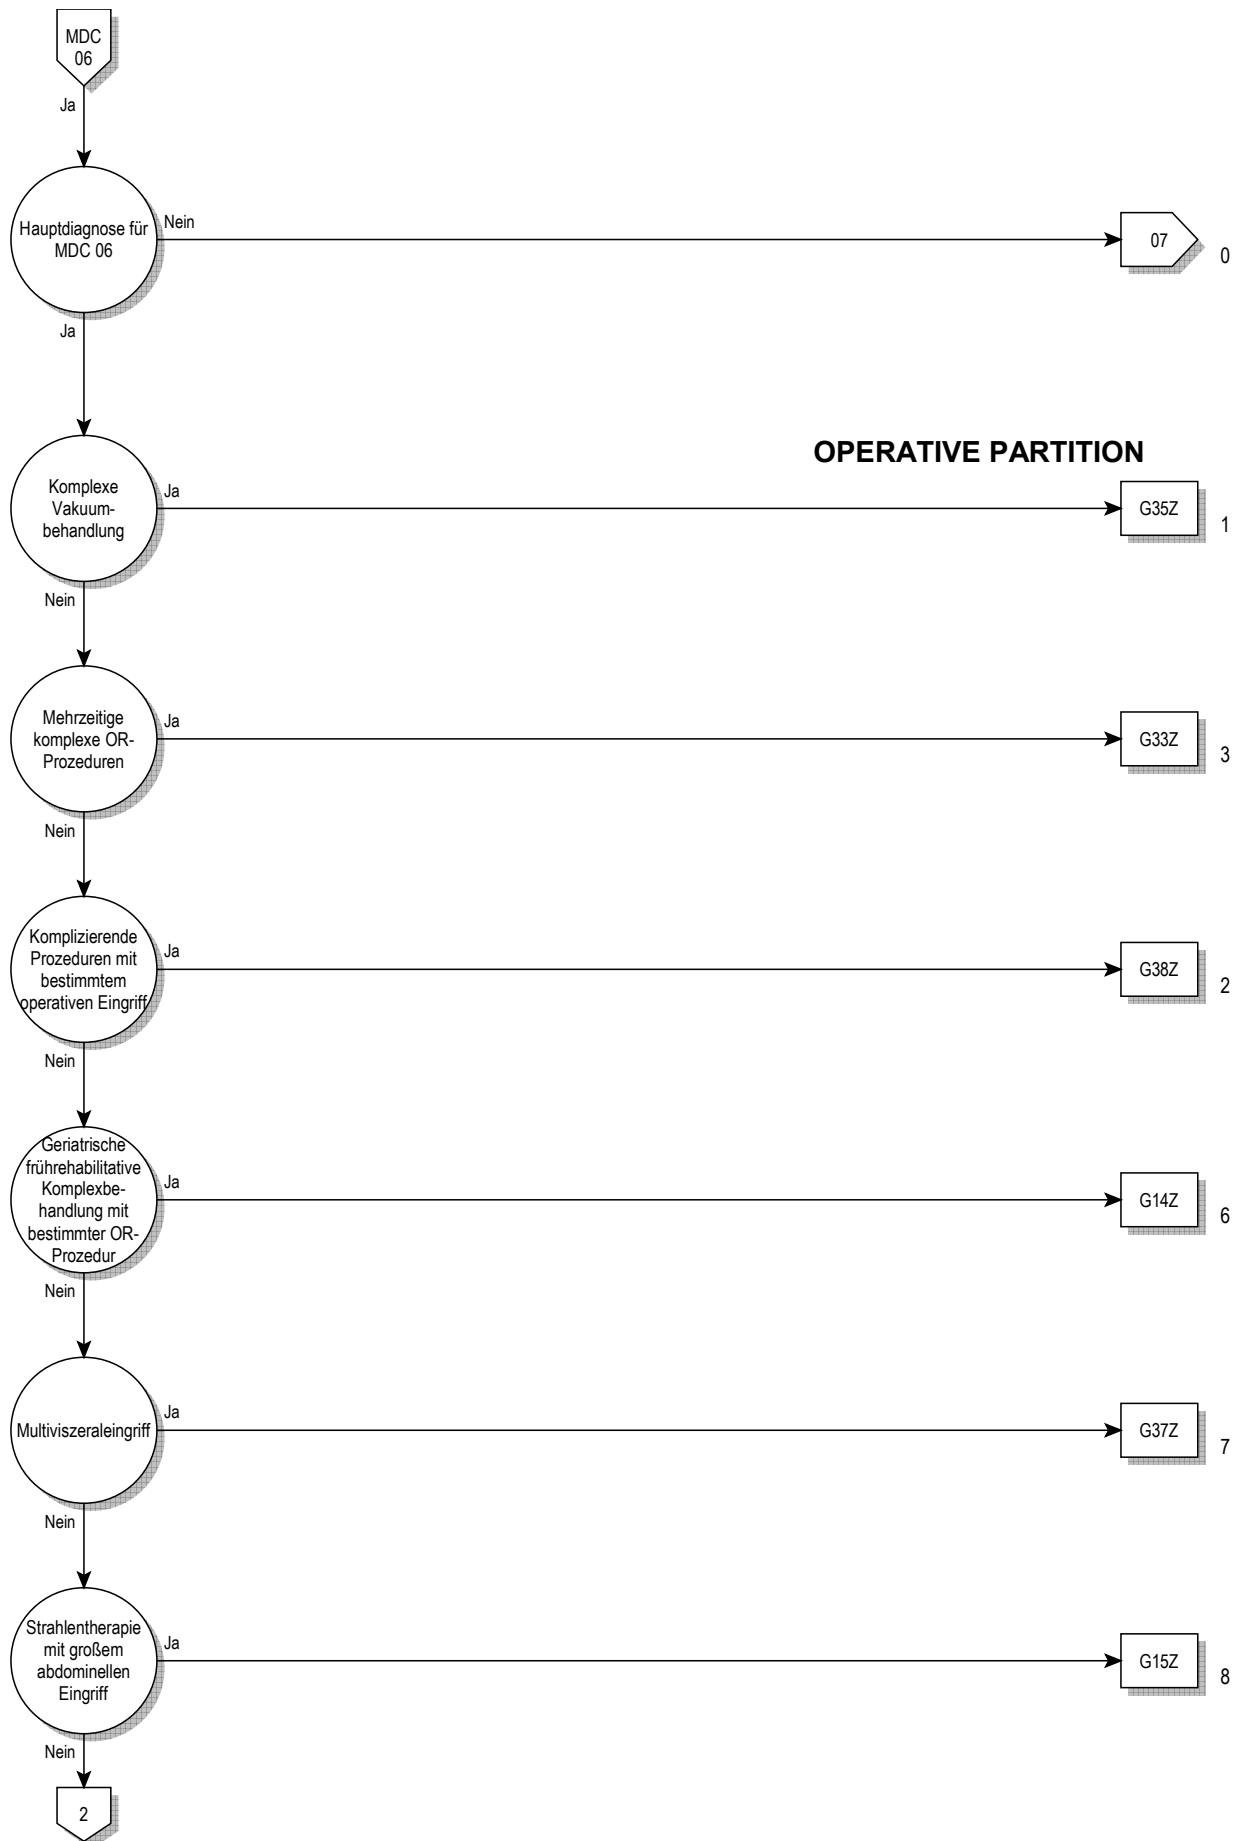 MDC
06
Ja
Hauptdiagnose für
MDC 06
Nein
07
0
Ja
OPERATIVE PARTITION
Komplexe
Vakuum-
behandlung
Ja
G35Z
1
Nein
Mehrzeitige
komplexe OR-
Prozeduren
Ja
G33Z
3
Nein
Komplizierende
Prozeduren mit
bestimmtem
operativen Eingriff
Ja
G38Z
2
Nein
Geriatrische
frührehabilitative
Komplexbe-
handlung mit
bestimmter OR-
Prozedur
Ja
G14Z
6
Nein
Multiviszeraleingriff
Ja
G37Z
7
Nein
Strahlentherapie
mit großem
abdominellen
Eingriff
Ja
G15Z
8
Nein
2